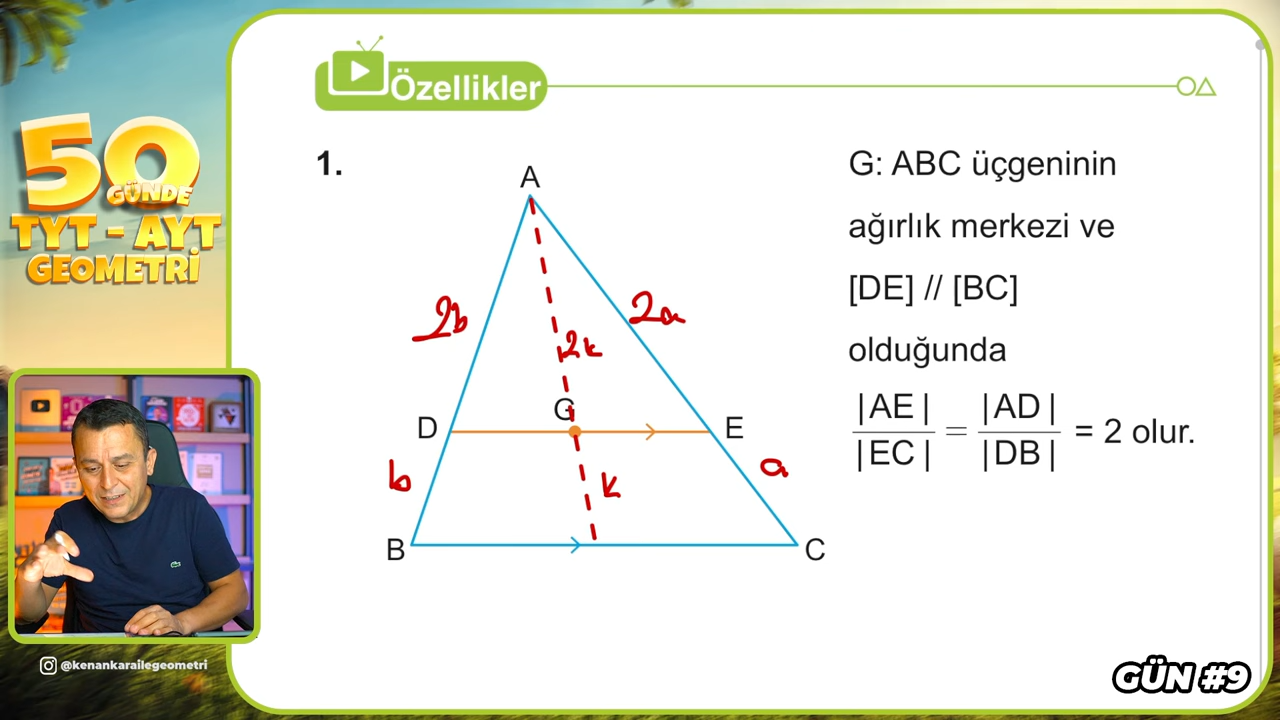 50
GÜNDE
TYT - AYT
GEOMETRİ
Özellikler
1.
A
2b
2a
2k
G
D
E
b
k
a
B
C
G: ABC üçgeninin
ağırlık merkezi ve
[DE] // [BC]
olduğunda
|AE| / |EC| = |AD| / |DB| = 2 olur.
@kenankarailegeometri
GÜN #9